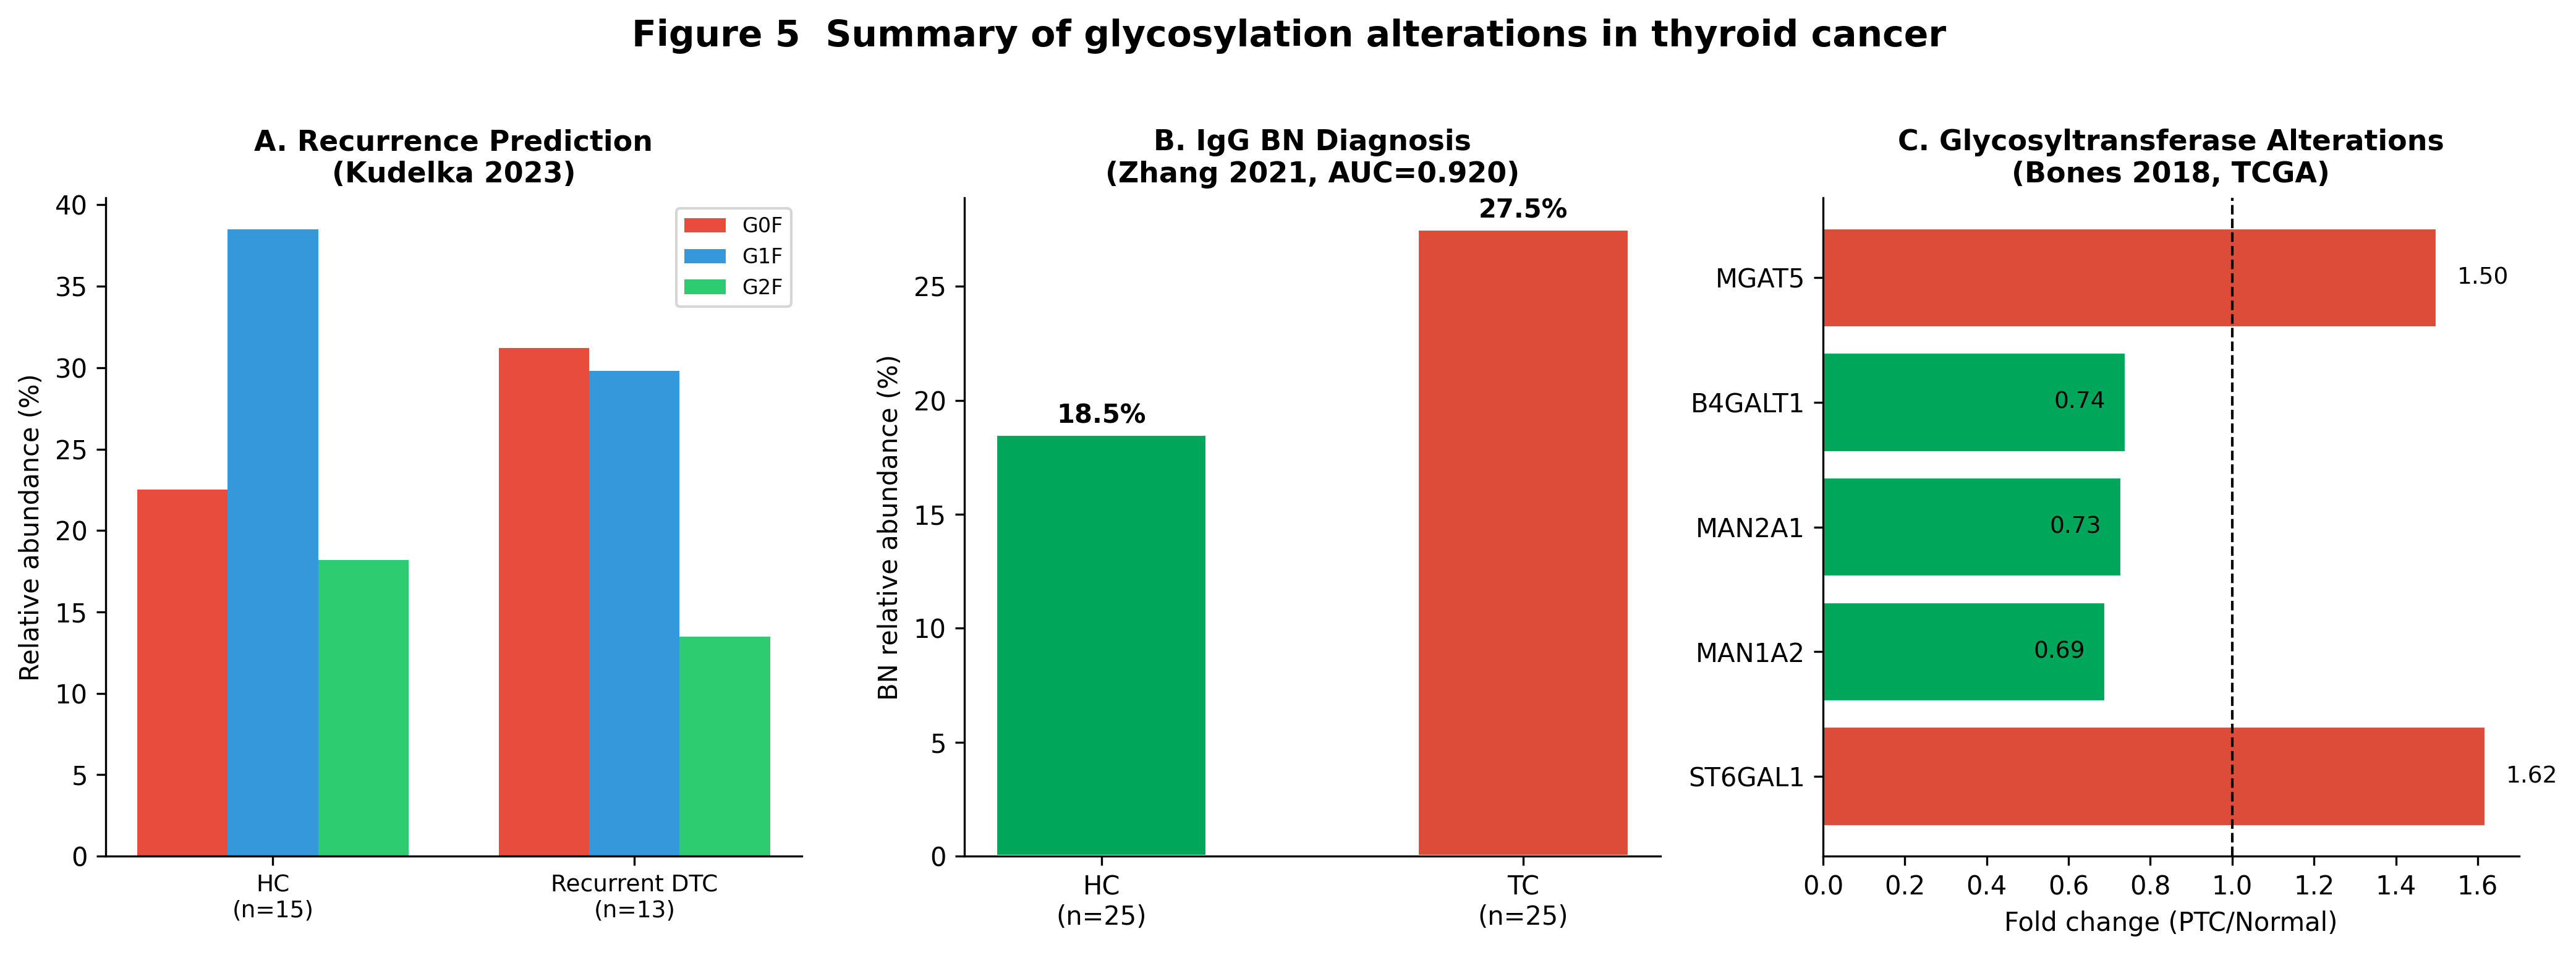 Figure 5  Summary of glycosylation alterations in thyroid cancer
A. Recurrence Prediction
(Kudelka 2023)
Relative abundance (%)
40
35
30
25
20
15
10
5
0
G0F
G1F
G2F
HC
(n=15)
Recurrent DTC
(n=13)
B. IgG BN Diagnosis
(Zhang 2021, AUC=0.920)
BN relative abundance (%)
25
20
15
10
5
0
18.5%
27.5%
HC
(n=25)
TC
(n=25)
C. Glycosyltransferase Alterations
(Bones 2018, TCGA)
MGAT5
1.50
B4GALT1
0.74
MAN2A1
0.73
MAN1A2
0.69
ST6GAL1
1.62
0.0 0.2 0.4 0.6 0.8 1.0 1.2 1.4 1.6
Fold change (PTC/Normal)